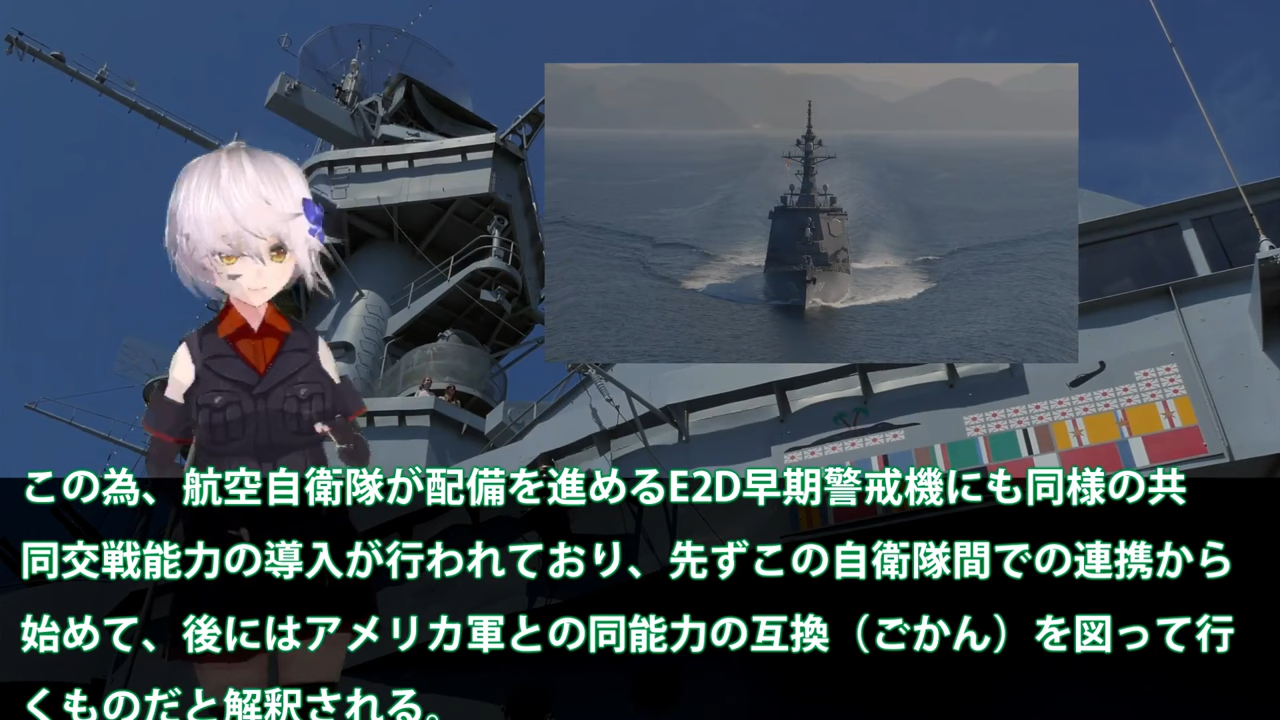 この為、航空自衛隊が配備を進めるE2D早期警戒機にも同様の共
同交戦能力の導入が行われており、先ずこの自衛隊間での連携から
始めて、後にはアメリカ軍との同能力の互換（ごかん）を図って行
くものだと解釈される。